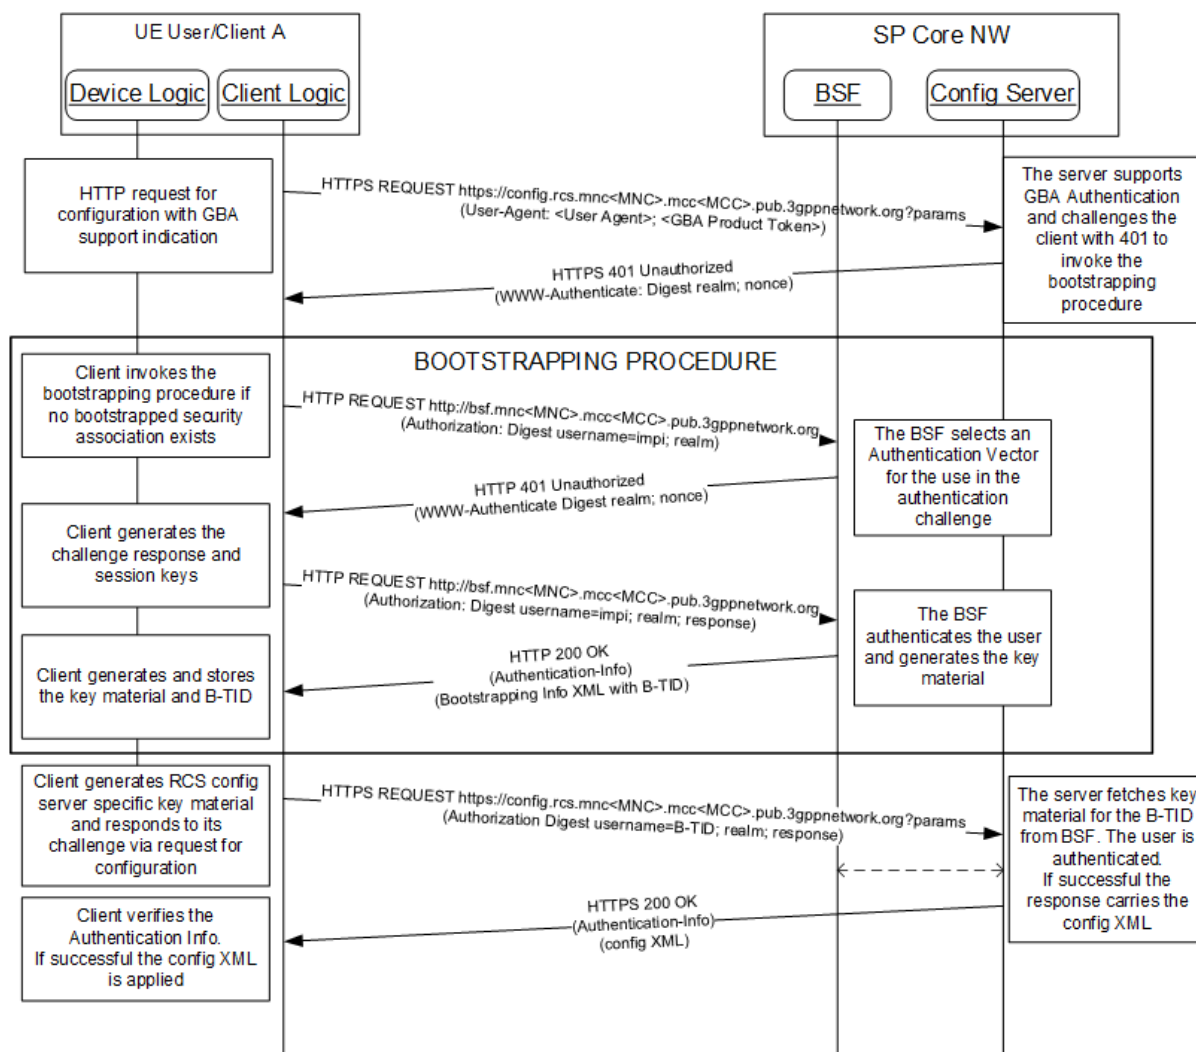 UE User/Client A
SP Core NW
Device Logic
Client Logic
BSF
Config Server
HTTP request for
configuration with GBA
support indication
HTTPS REQUEST https://config.rcs.mnc<MNC>.mcc<MCC>.pub.3gppnetwork.org?params
(User-Agent: <User Agent>; <GBA Product Token>)
The server supports
GBA Authentication
and challenges the
client with 401 to
invoke the
bootstrapping
procedure
HTTPS 401 Unauthorized
(WWW-Authenticate: Digest realm; nonce)
BOOTSTRAPPING PROCEDURE
Client invokes the
bootstrapping procedure if
no bootstrapped security
association exists
HTTP REQUEST http://bsf.mnc<MNC>.mcc<MCC>.pub.3gppnetwork.org
(Authorization: Digest username=impi; realm)
The BSF selects an
Authentication Vector
for the use in the
authentication
challenge
HTTP 401 Unauthorized
(WWW-Authenticate Digest realm; nonce)
Client generates the
challenge response and
session keys
HTTP REQUEST http://bsf.mnc<MNC>.mcc<MCC>.pub.3gppnetwork.org
(Authorization: Digest username=impi; realm; response)
The BSF
authenticates the user
and generates the key
material
HTTP 200 OK
(Authentication-Info)
(Bootstrapping Info XML with B-TID)
Client generates and stores
the key material and B-TID
Client generates RCS config
server specific key material
and responds to its
challenge via request for
configuration
HTTPS REQUEST https://config.rcs.mnc<MNC>.mcc<MCC>.pub.3gppnetwork.org?params
(Authorization Digest username=B-TID; realm; response)
The server fetches key
material for the B-TID
from BSF. The user is
authenticated.
If successful the
response carries the
config XML
HTTPS 200 OK
(Authentication-Info)
(config XML)
Client verifies the
Authentication Info.
If successful the config XML
is applied